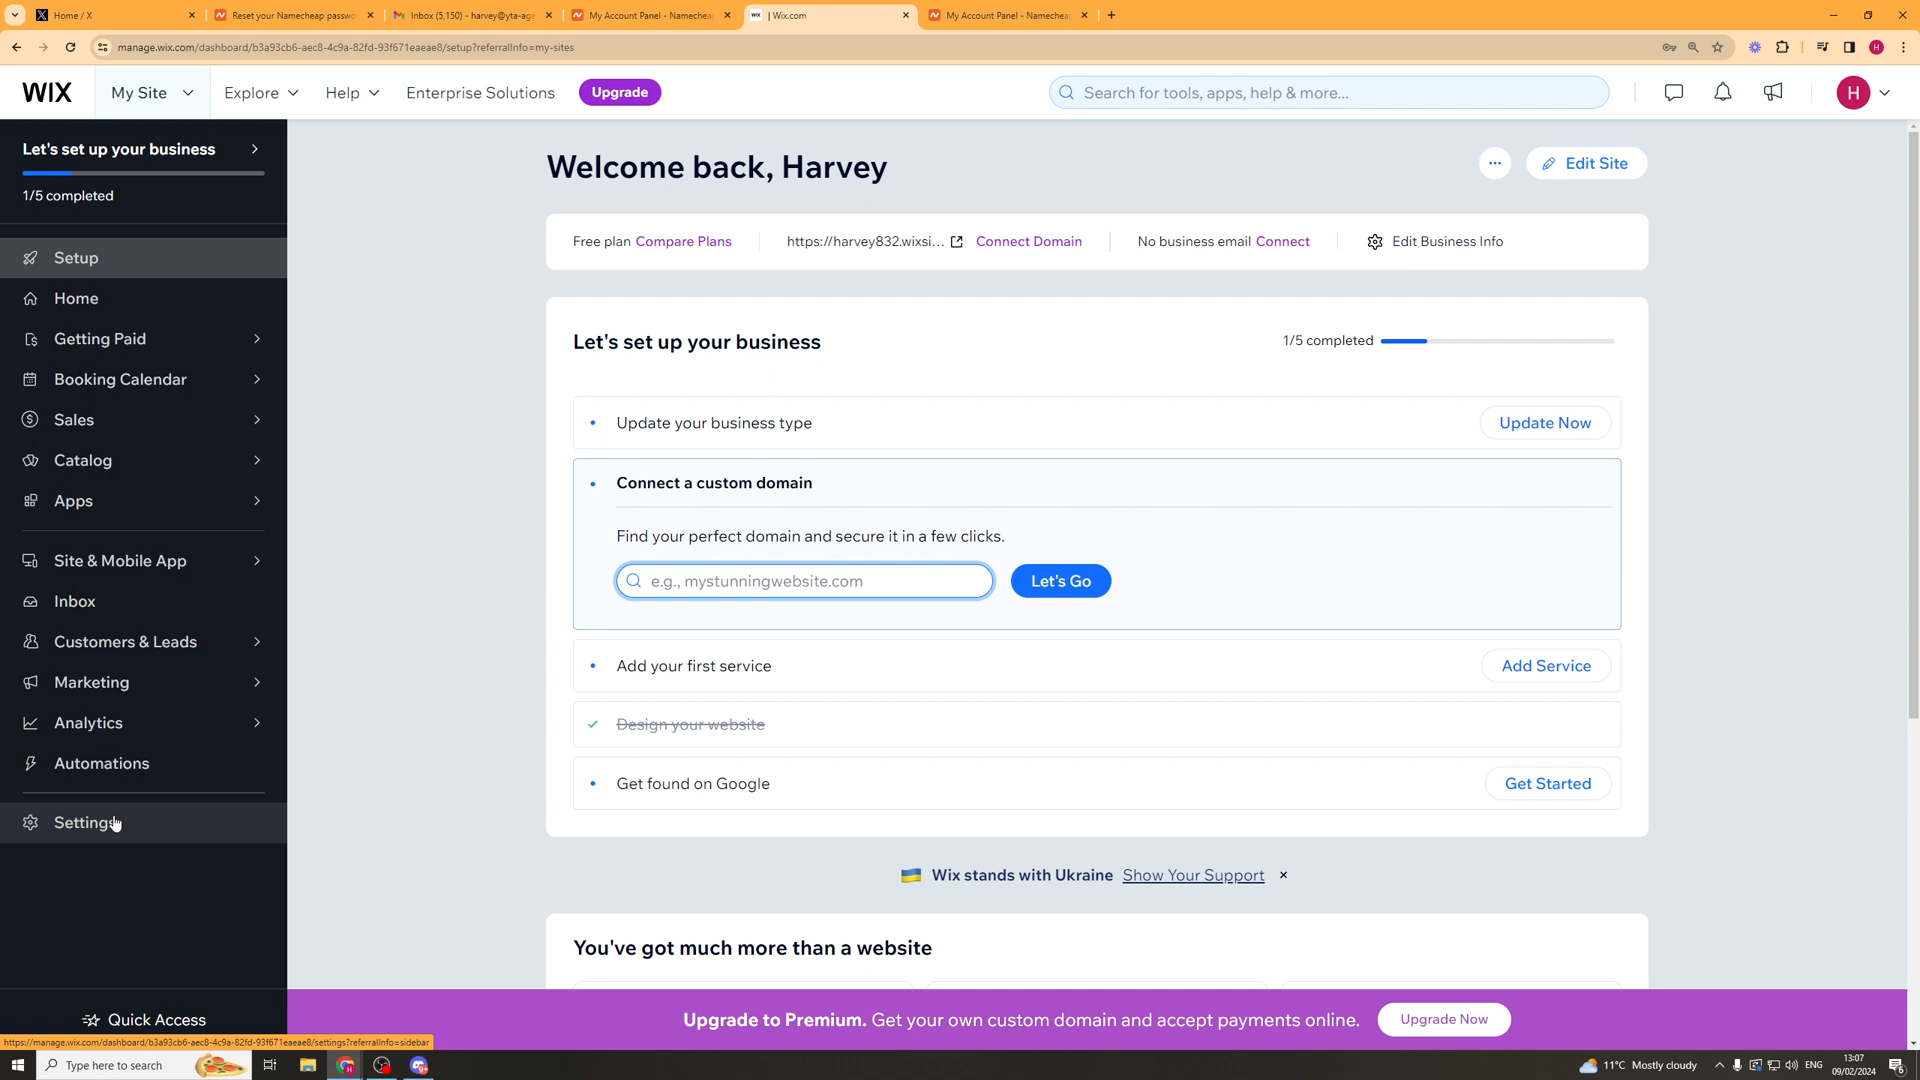 Home / X
Reset your Namecheap passwo
Inbox (5,150) - harvey@yta-age
My Account Panel - Namecheap
| Wix.com
My Account Panel - Namecheap
manage.wix.com/dashboard/b3a93cb6-aec8-4c9a-82fd-93f671eaeae8/setup?referralInfo=my-sites
WIX
My Site
Explore
Help
Enterprise Solutions
Upgrade
Search for tools, apps, help & more...
H
Let's set up your business
1/5 completed
Setup
Home
Getting Paid
Booking Calendar
Sales
Catalog
Apps
Site & Mobile App
Inbox
Customers & Leads
Marketing
Analytics
Automations
Settings
Quick Access
Welcome back, Harvey
Edit Site
Free plan Compare Plans
https://harvey832.wixsi... Connect Domain
No business email Connect
Edit Business Info
Let's set up your business
1/5 completed
Update your business type
Update Now
Connect a custom domain
Find your perfect domain and secure it in a few clicks.
e.g., mystunningwebsite.com
Let's Go
Add your first service
Add Service
Design your website
Get found on Google
Get Started
Wix stands with Ukraine Show Your Support
You've got much more than a website
Upgrade to Premium. Get your own custom domain and accept payments online.
Upgrade Now
https://manage.wix.com/dashboard/b3a93cb6-aec8-4c9a-82fd-93f671eaeae8/settings?referralInfo=sidebar
Type here to search
11°C Mostly cloudy
ENG
13:07
09/02/2024